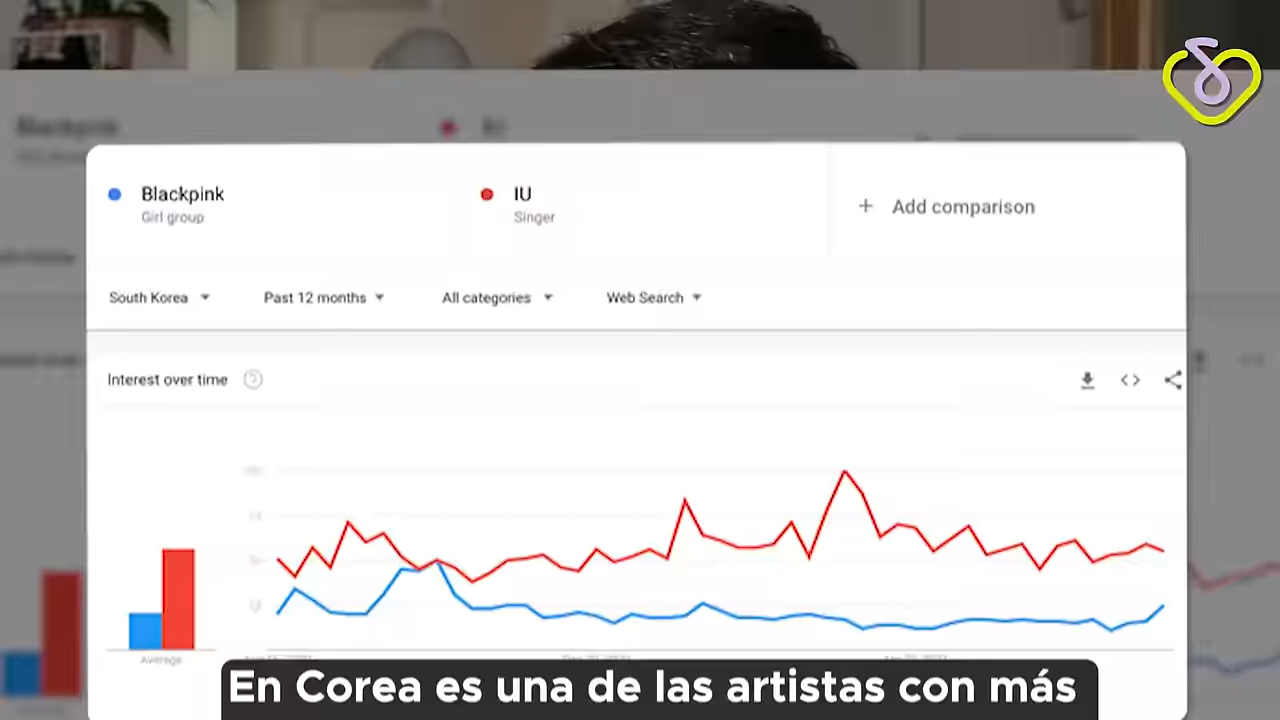 Blackpink
Girl group
IU
Singer
+ Add comparison
South Korea
Past 12 months
All categories
Web Search
Interest over time
Average
En Corea es una de las artistas con más